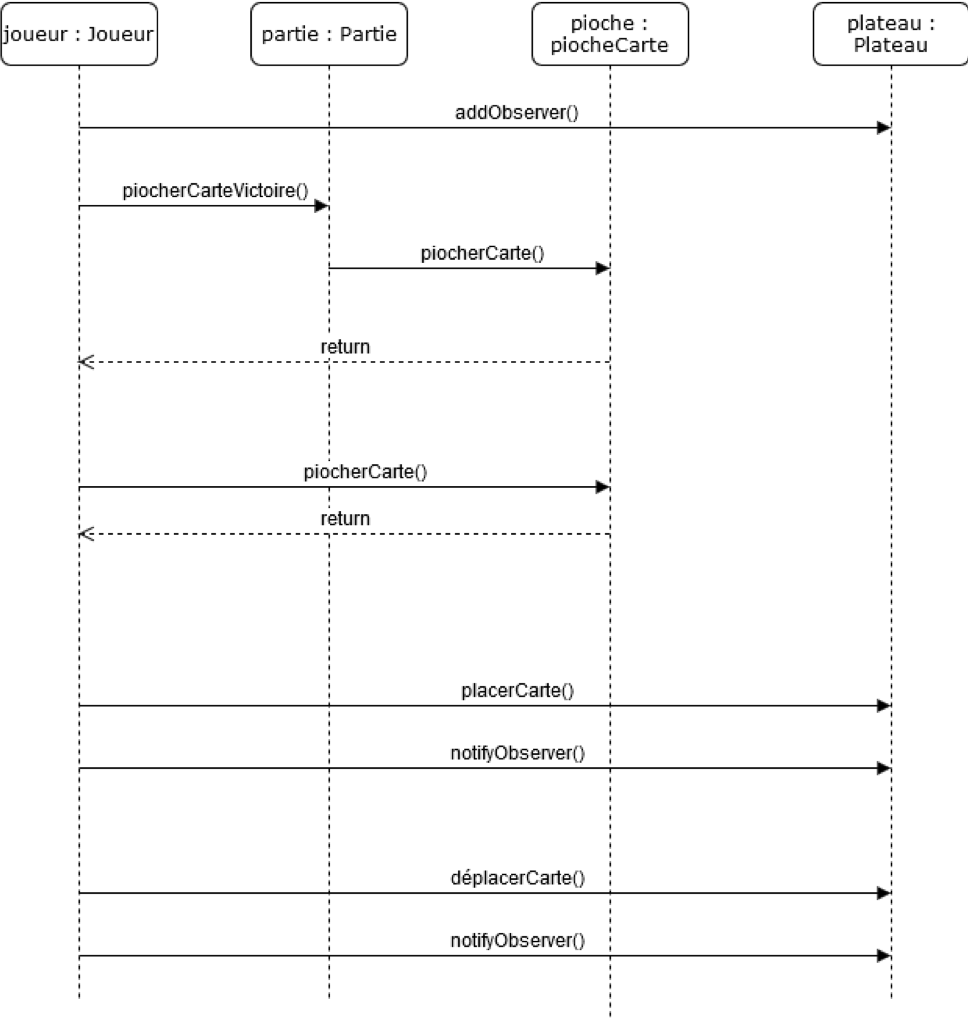 joueur : Joueur
partie : Partie
pioche :
piocheCarte
plateau :
Plateau
addObserver()
piocherCarteVictoire()
piocherCarte()
return
piocherCarte()
return
placerCarte()
notifyObserver()
déplacerCarte()
notifyObserver()